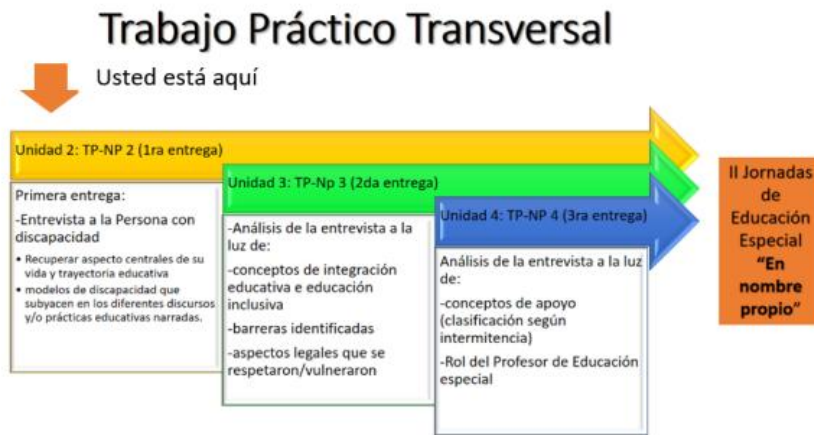 Trabajo Práctico Transversal
Usted está aquí
Unidad 2: TP-NP 2 (1ra entrega)
Primera entrega:
-Entrevista a la Persona con
discapacidad
• Recuperar aspecto centrales de su
vida y trayectoria educativa
• modelos de discapacidad que
subyacen en los diferentes discursos
y/o prácticas educativas narradas.
Unidad 3: TP-Np 3 (2da entrega)
-Análisis de la entrevista a la
luz de:
-conceptos de integración
educativa e educación
inclusiva
-barreras identificadas
-aspectos legales que se
respetaron/vulneraron
Unidad 4: TP-NP 4 (3ra entrega)
Análisis de la entrevista a la luz
de:
-conceptos de apoyo
(clasificación según
intermitencia)
-Rol del Profesor de Educación
especial
II Jornadas
de
Educación
Especial
“En
nombre
propio”